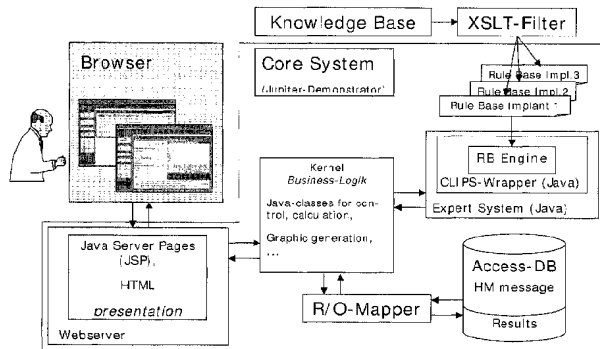 Knowledge Base
XSLT-Filter
Browser
Core System
(Jupiter-Demonstrator)
Rule Base Impl.3
Rule Base Impl.2
Rule Base Implant 1
RB Engine
CLIPS-Wrapper (Java)
Expert System (Java)
Kernel
Business-Logik
Java-classes for con-
trol, calculation,
Graphic generation,
...
Java Server Pages
(JSP),
HTML
presentation
Webserver
R/O-Mapper
Access-DB
HM message
Results